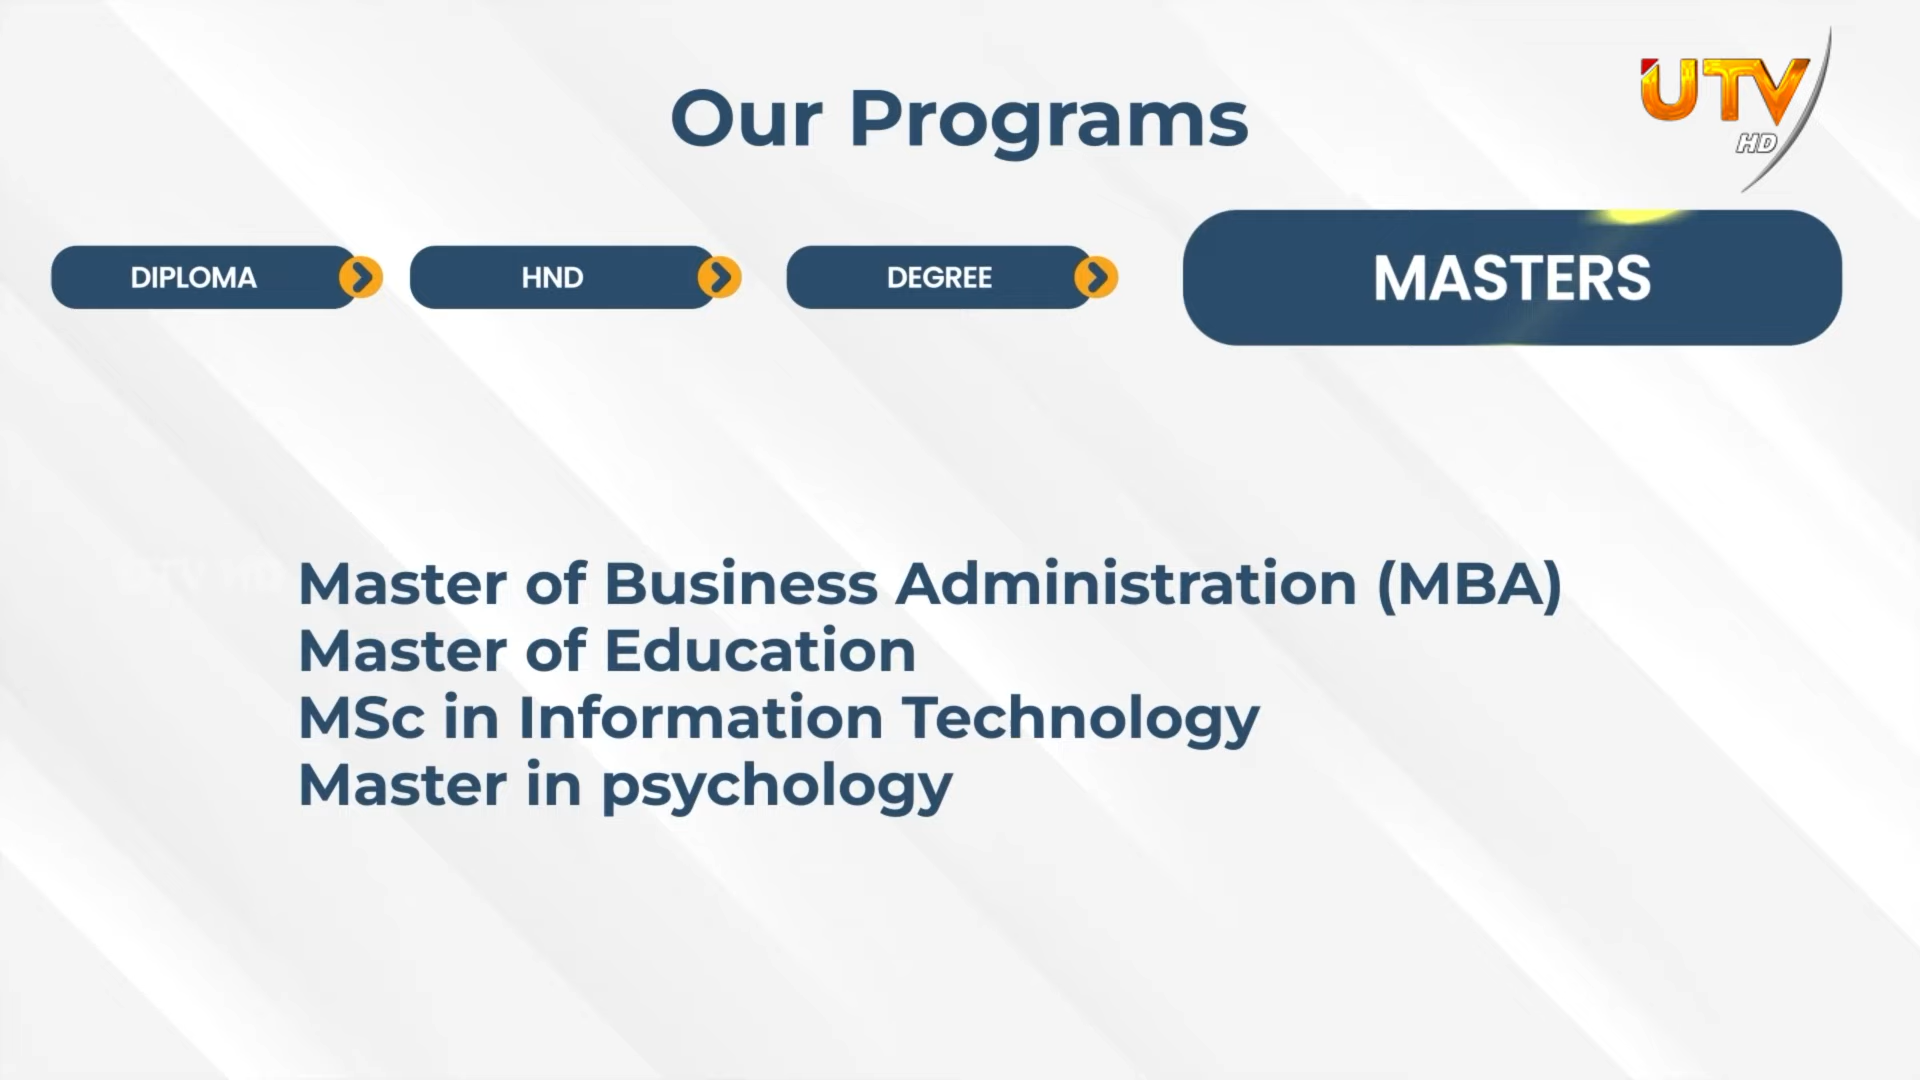 Our Programs
UTV
HD
DIPLOMA
HND
DEGREE
MASTERS
Master of Business Administration (MBA)
Master of Education
MSc in Information Technology
Master in psychology